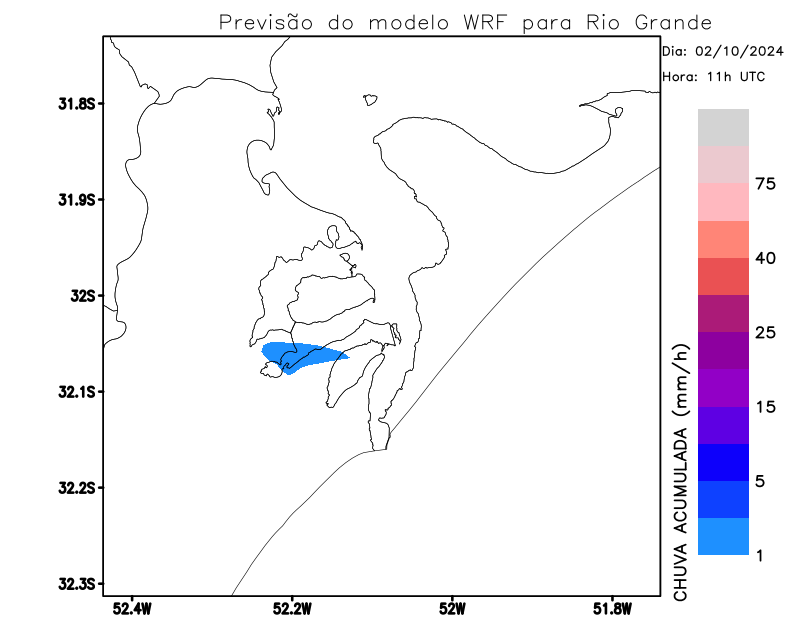 Previsão do modelo WRF para Rio Grande
Dia: 02/10/2024
Hora: 11h UTC
31.8S
31.9S
32S
32.1S
32.2S
32.3S
52.4W
52.2W
52W
51.8W
75
40
25
15
5
1
CHUVA ACUMULADA (mm/h)